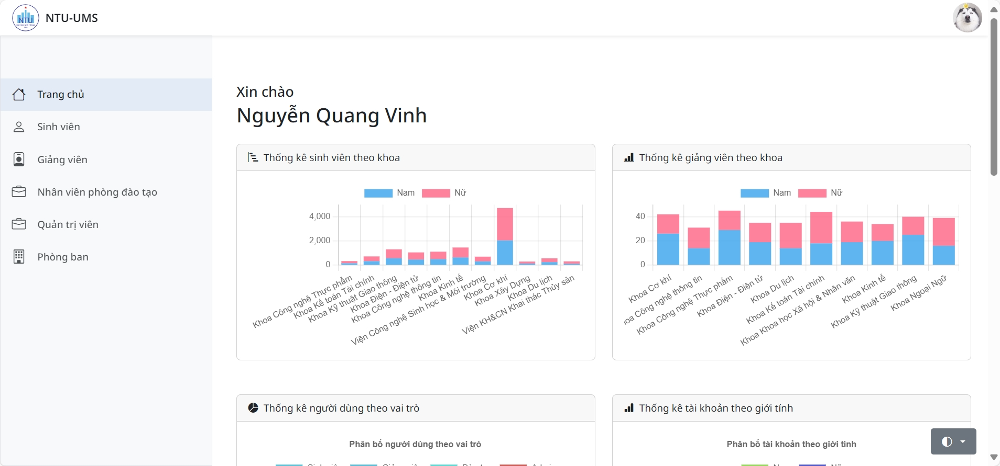 NTU
NTU-UMS
Trang chủ
Sinh viên
Giảng viên
Nhân viên phòng đào tạo
Quản trị viên
Phòng ban
Xin chào
Nguyễn Quang Vinh
Thống kê sinh viên theo khoa
Nam Nữ
4,000
2,000
0
Khoa Công nghệ Thực phẩm
Khoa Kế toán Tài chính
Khoa Kỹ thuật Giao thông
Khoa Điện - Điện tử
Khoa Công nghệ thông tin
Khoa Kinh tế
Viện Công nghệ Sinh học & Môi trường
Khoa Cơ khí
Khoa Xây Dựng
Khoa Du lịch
Viện KH&CN Khai thác Thủy sản
Thống kê giảng viên theo khoa
Nam Nữ
40
20
0
Khoa Cơ khí
oa Công nghệ thông tin
Khoa Công nghệ Thực phẩm
Khoa Điện - Điện tử
Khoa Du lịch
Khoa Kế toán Tài chính
Khoa Khoa học Xã hội & Nhân văn
Khoa Kinh tế
Khoa Kỹ thuật Giao thông
Khoa Ngoại Ngữ
Thống kê người dùng theo vai trò
Phân bố người dùng theo vai trò
Thống kê tài khoản theo giới tính
Phân bố tài khoản theo giới tính